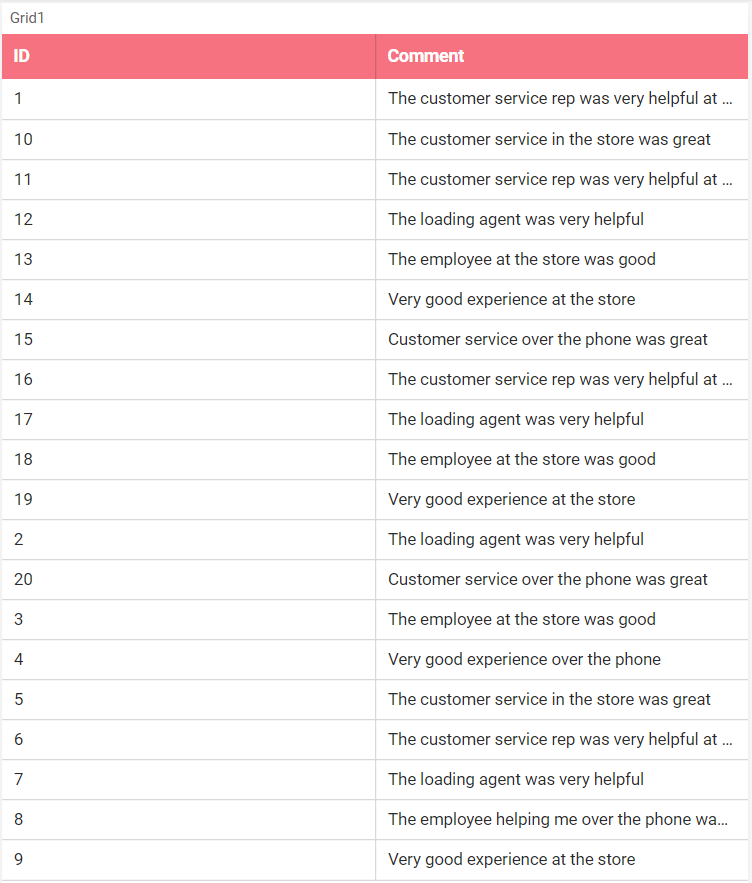 Grid1
ID Comment
1 The customer service rep was very helpful at ...
10 The customer service in the store was great
11 The customer service rep was very helpful at ...
12 The loading agent was very helpful
13 The employee at the store was good
14 Very good experience at the store
15 Customer service over the phone was great
16 The customer service rep was very helpful at ...
17 The loading agent was very helpful
18 The employee at the store was good
19 Very good experience at the store
2 The loading agent was very helpful
20 Customer service over the phone was great
3 The employee at the store was good
4 Very good experience over the phone
5 The customer service in the store was great
6 The customer service rep was very helpful at ...
7 The loading agent was very helpful
8 The employee helping me over the phone wa...
9 Very good experience at the store